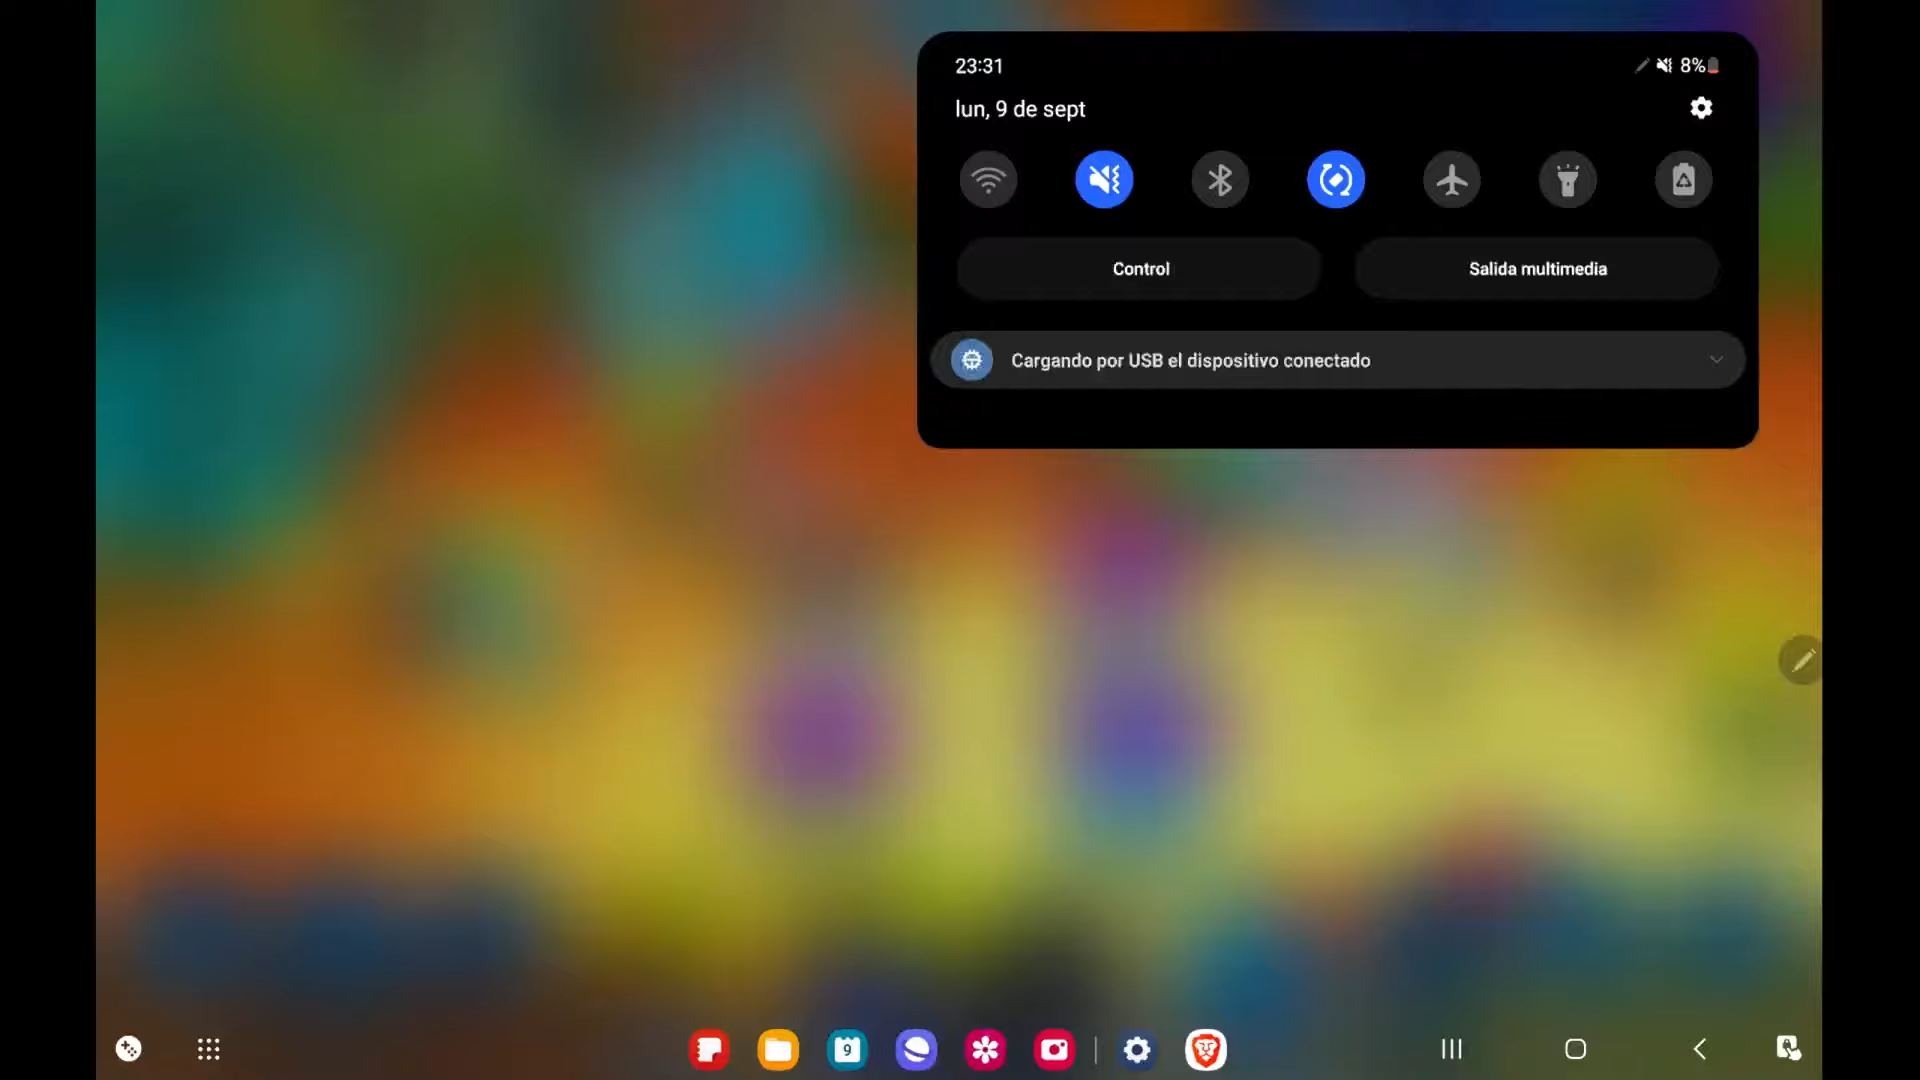 23:31
8%
lun, 9 de sept
Control
Salida multimedia
Cargando por USB el dispositivo conectado
9